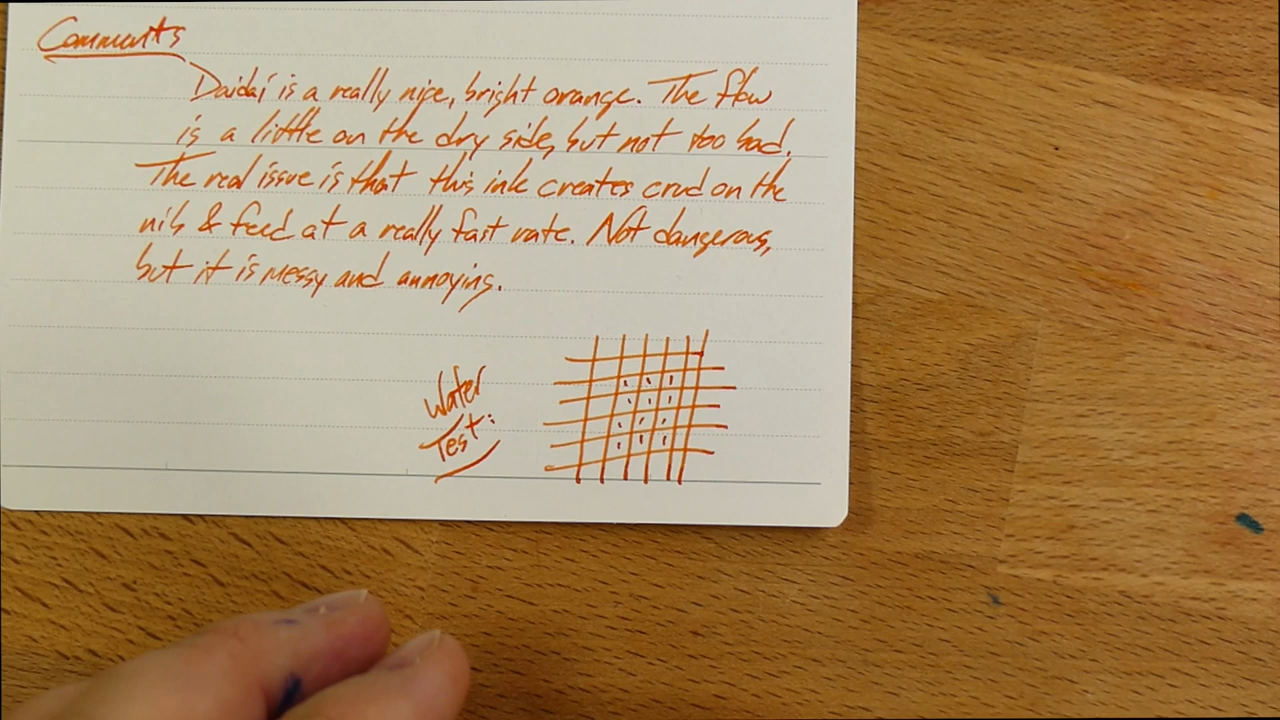 Comments
Daidai is a really nice, bright orange. The flow
is a little on the dry side, but not too bad.
The real issue is that this ink creates crud on the
nib & feed at a really fast rate. Not dangerous,
but it is messy and annoying.
Water
Test: